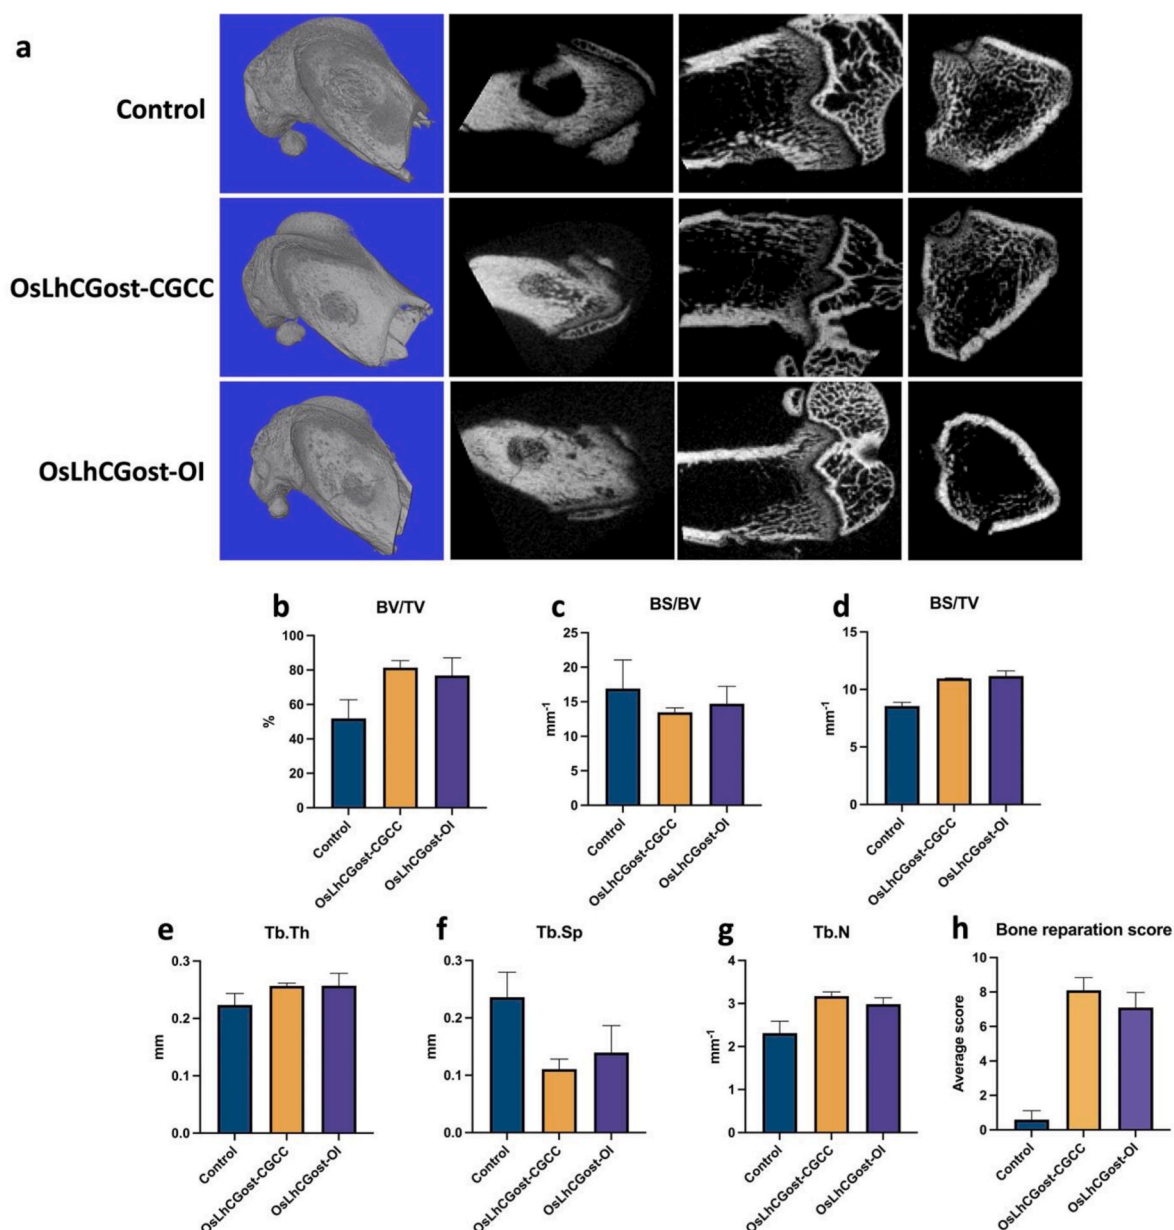 a
Control
OsLhCGost-CGCC
OsLhCGost-OI
b BV/TV
%
100
80
60
40
20
0
Control
OsLhCGost-CGCC
OsLhCGost-OI
c BS/BV
mm⁻¹
25
20
15
10
5
0
Control
OsLhCGost-CGCC
OsLhCGost-OI
d BS/TV
mm⁻¹
15
10
5
0
Control
OsLhCGost-CGCC
OsLhCGost-OI
e Tb.Th
mm
0.3
0.2
0.1
0.0
Control
OsLhCGost-CGCC
OsLhCGost-OI
f Tb.Sp
mm
0.3
0.2
0.1
0.0
Control
OsLhCGost-CGCC
OsLhCGost-OI
g Tb.N
mm⁻¹
4
3
2
1
0
Control
OsLhCGost-CGCC
OsLhCGost-OI
h Bone reparation score
Average score
10
8
6
4
2
0
Control
OsLhCGost-CGCC
OsLhCGost-OI